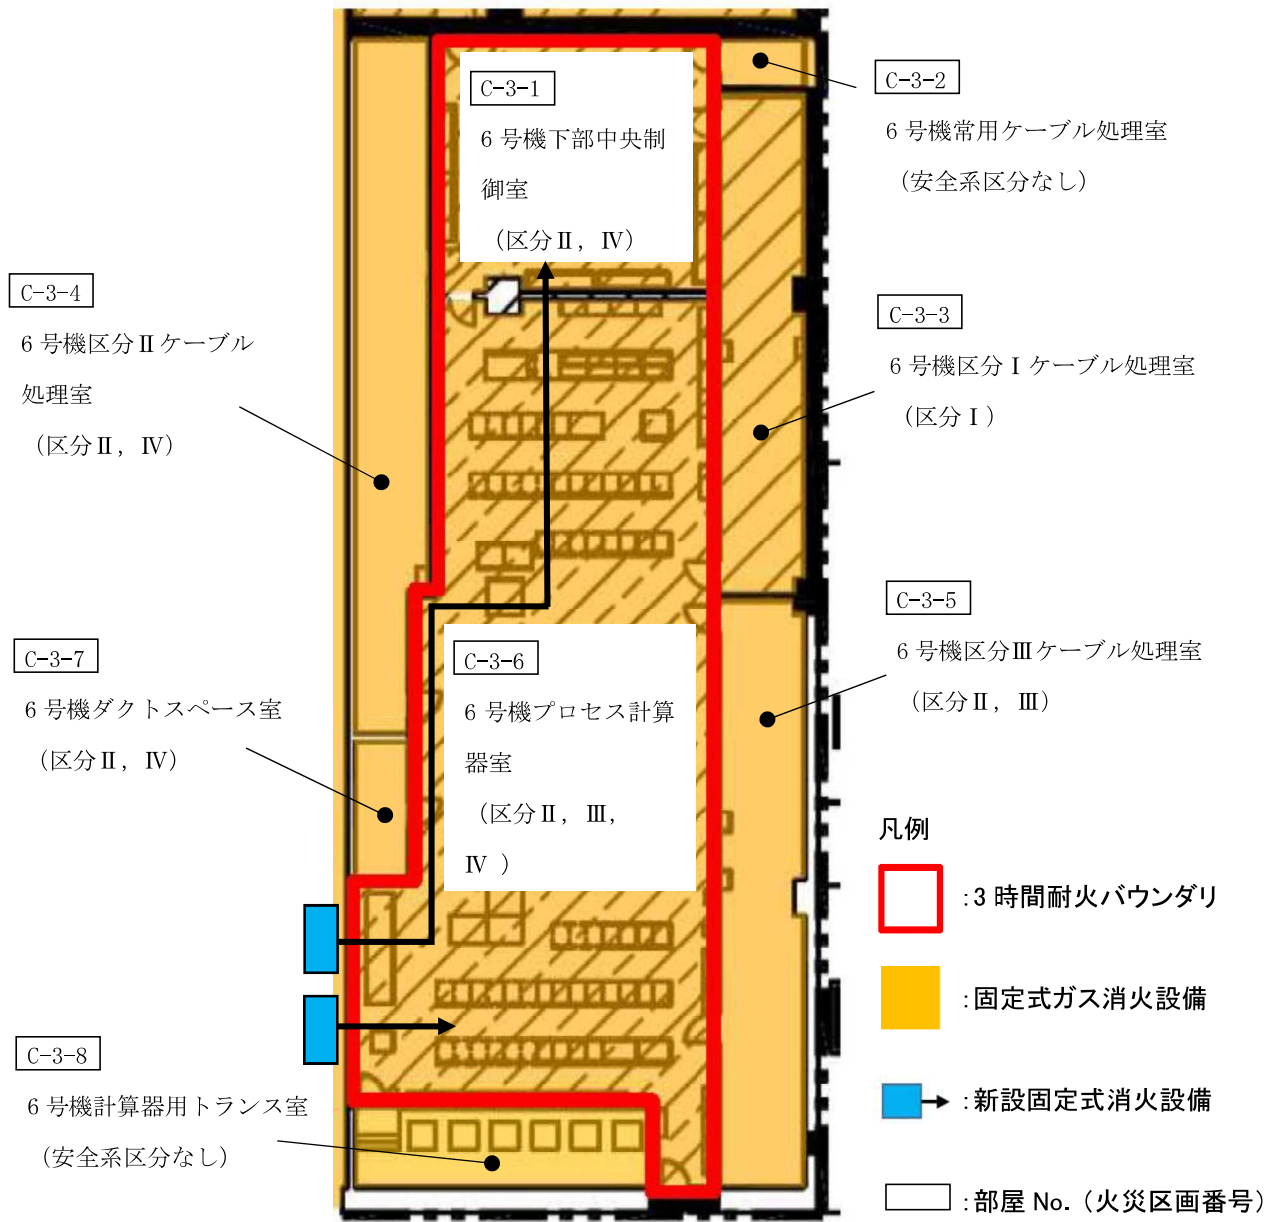 C-3-1
6 号機下部中央制
御室
（区分Ⅱ，Ⅳ）
C-3-2
6 号機常用ケーブル処理室
（安全系区分なし）
C-3-4
6 号機区分Ⅱケーブル
処理室
（区分Ⅱ，Ⅳ）
C-3-3
6 号機区分Ⅰケーブル処理室
（区分Ⅰ）
C-3-5
6 号機区分Ⅲケーブル処理室
（区分Ⅱ，Ⅲ）
C-3-7
6 号機ダクトスペース室
（区分Ⅱ，Ⅳ）
C-3-6
6 号機プロセス計算
器室
（区分Ⅱ，Ⅲ，
Ⅳ ）
C-3-8
6 号機計算器用トランス室
（安全系区分なし）
凡例
：3 時間耐火バウンダリ
：固定式ガス消火設備
：新設固定式消火設備
：部屋 No.（火災区画番号）